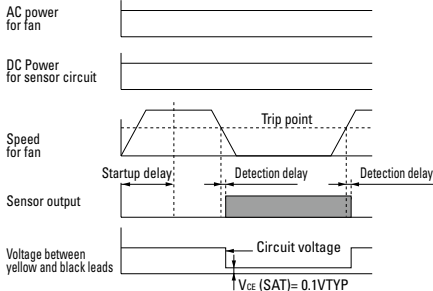 AC power
for fan
DC Power
for sensor circuit
Trip point
Speed
for fan
Startup delay
Detection delay
Detection delay
Sensor output
Circuit voltage
Voltage between
yellow and black leads
VCE (SAT)= 0.1VTYP